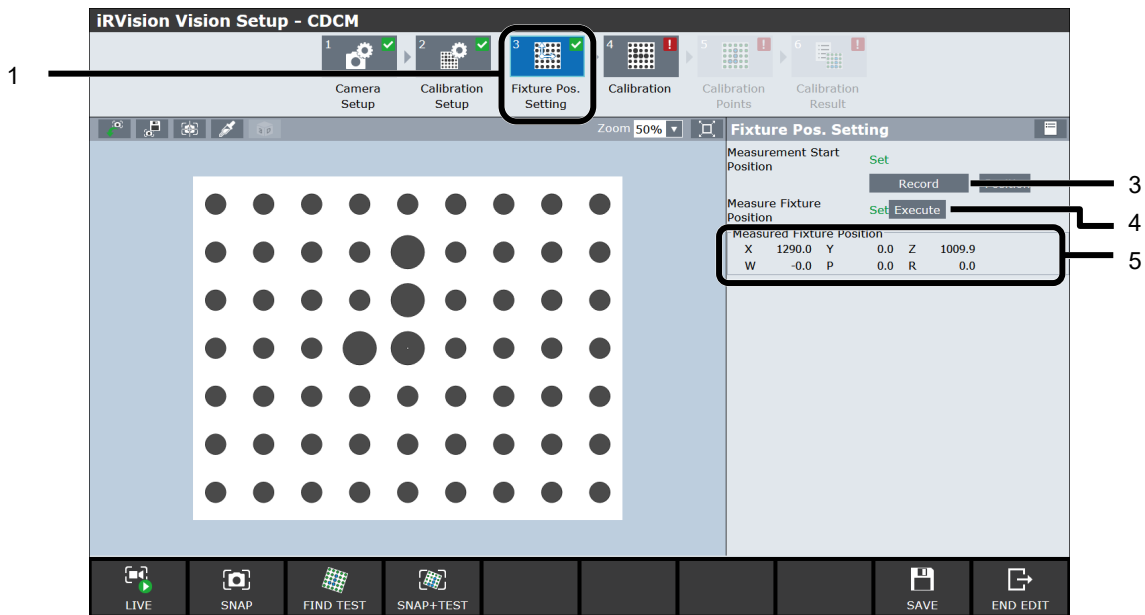 iRVision Vision Setup - CDCM
1 2 3 4 5 6
Camera Setup
Calibration Setup
Fixture Pos. Setting
Calibration
Calibration Points
Calibration Result
1
Zoom 50%
Fixture Pos. Setting
Measurement Start Position
Set
Record
3
Measure Fixture Position
Set Execute
4
Measured Fixture Position
X 1290.0 Y 0.0 Z 1009.9
W -0.0 P 0.0 R 0.0
5
LIVE
SNAP
FIND TEST
SNAP+TEST
SAVE
END EDIT